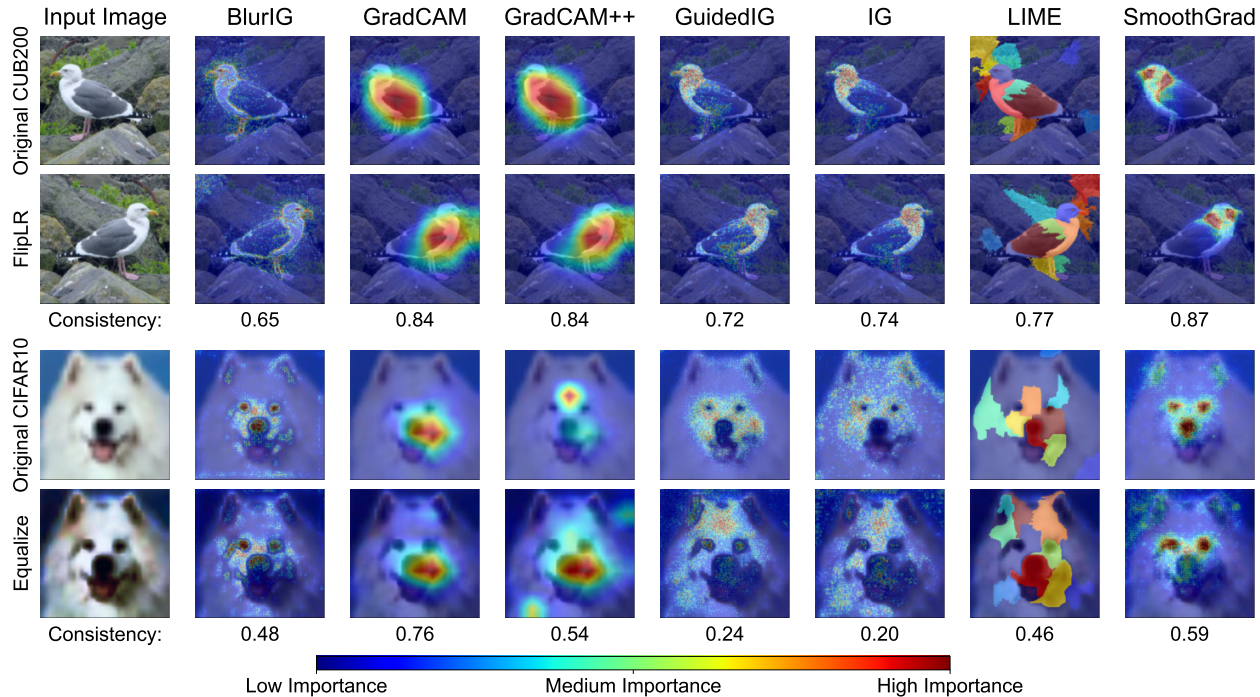 Input Image BlurIG GradCAM GradCAM++ GuidedIG IG LIME SmoothGrad
Original CUB200
FlipLR
Consistency: 0.65 0.84 0.84 0.72 0.74 0.77 0.87
Original CIFAR10
Equalize
Consistency: 0.48 0.76 0.54 0.24 0.20 0.46 0.59
Low Importance Medium Importance High Importance